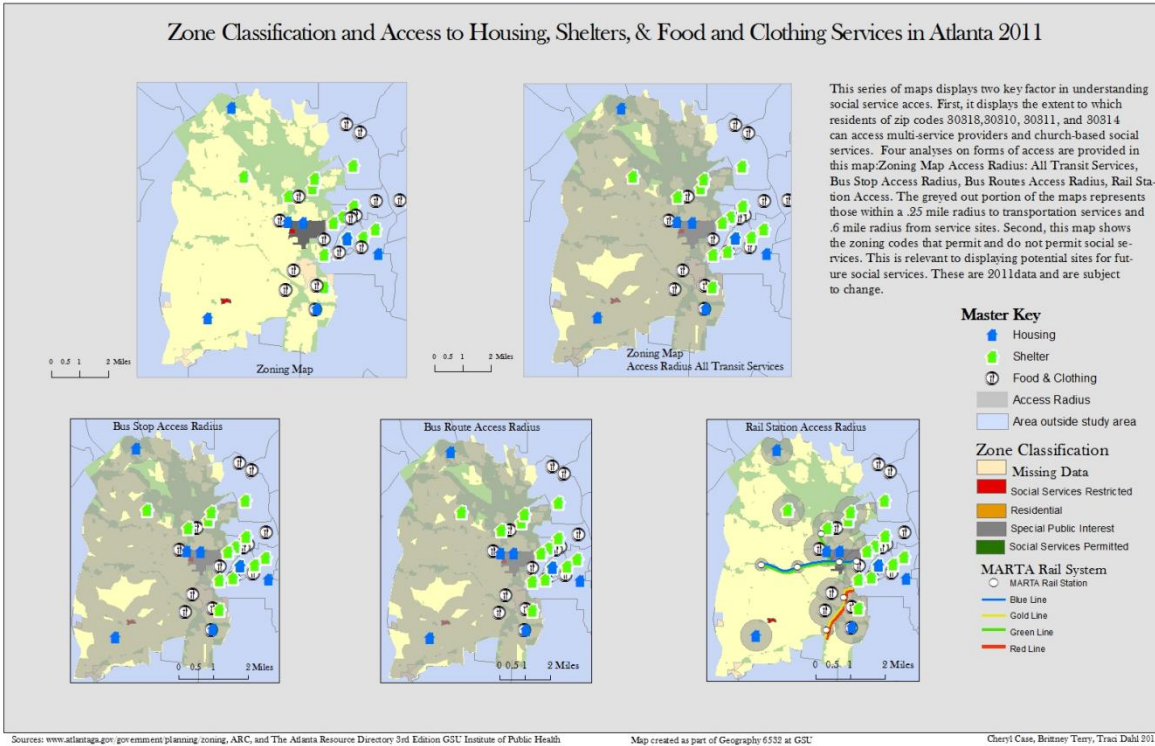 Zone Classification and Access to Housing, Shelters, & Food and Clothing Services in Atlanta 2011
This series of maps displays two key factor in understanding
social service acces. First, it displays the extent to which
residents of zip codes 30318,30310, 30311, and 30314
can access multi-service providers and church-based social
services. Four analyses on forms of access are provided in
this map:Zoning Map Access Radius: All Transit Services,
Bus Stop Access Radius, Bus Routes Access Radius, Rail Sta-
tion Access. The greyed out portion of the maps represents
those within a .25 mile radius to transportation services and
.6 mile radius from service sites. Second, this map shows
the zoning codes that permit and do not permit social se-
rvices. This is relevant to displaying potential sites for fut-
ure social services. These are 2011data and are subject
to change.
0 0.5 1 2 Miles
Zoning Map
0 0.5 1 2 Miles
Zoning Map
Access Radius All Transit Services
Master Key
Housing
Shelter
Food & Clothing
Access Radius
Area outside study area
Zone Classification
Missing Data
Social Services Restricted
Residential
Special Public Interest
Social Services Permitted
MARTA Rail System
MARTA Rail Station
Blue Line
Gold Line
Green Line
Red Line
Bus Stop Access Radius
0 0.5 1 2 Miles
Bus Route Access Radius
0 0.5 1 2 Miles
Rail Station Access Radius
0 0.5 1 2 Miles
Sources: www.atlantaga.gov/government/planning/zoning, ARC, and The Atlanta Resource Directory 3rd Edition GSU Institute of Public Health
Map created as part of Geography 6532 at GSU
Cheryl Case, Brittney Terry, Traci Dahl 201